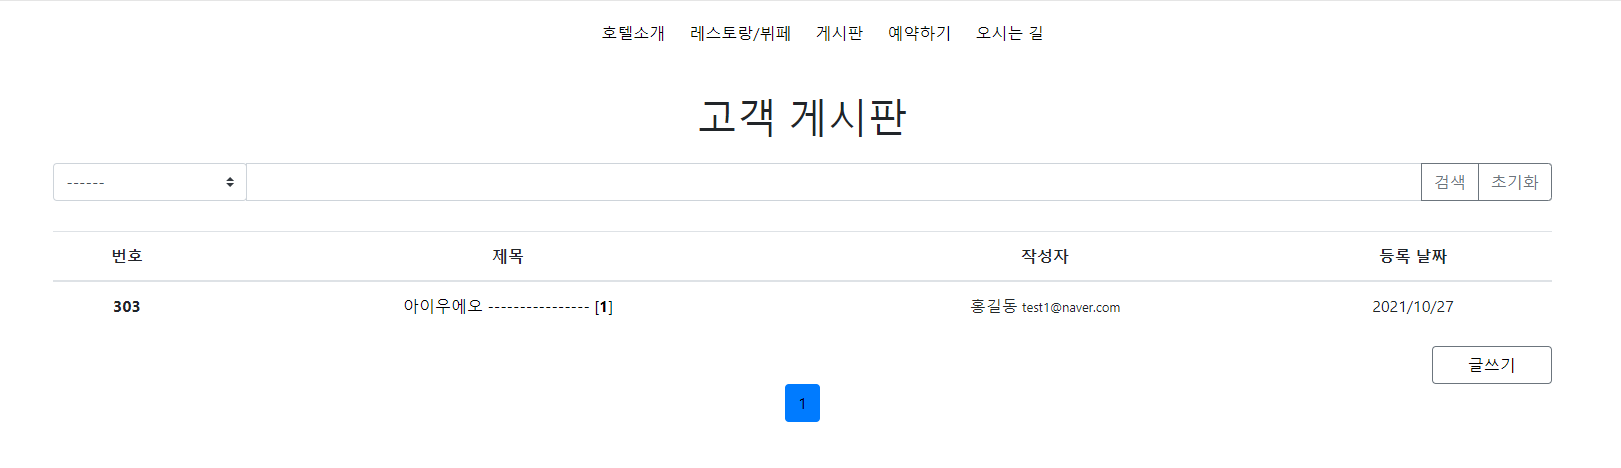 호텔소개 레스토랑/뷔페 게시판 예약하기 오시는 길
고객 게시판
------ 검색 초기화
번호 제목 작성자 등록 날짜
303 아이우에오 ---------------- [1] 홍길동 test1@naver.com 2021/10/27
글쓰기
1